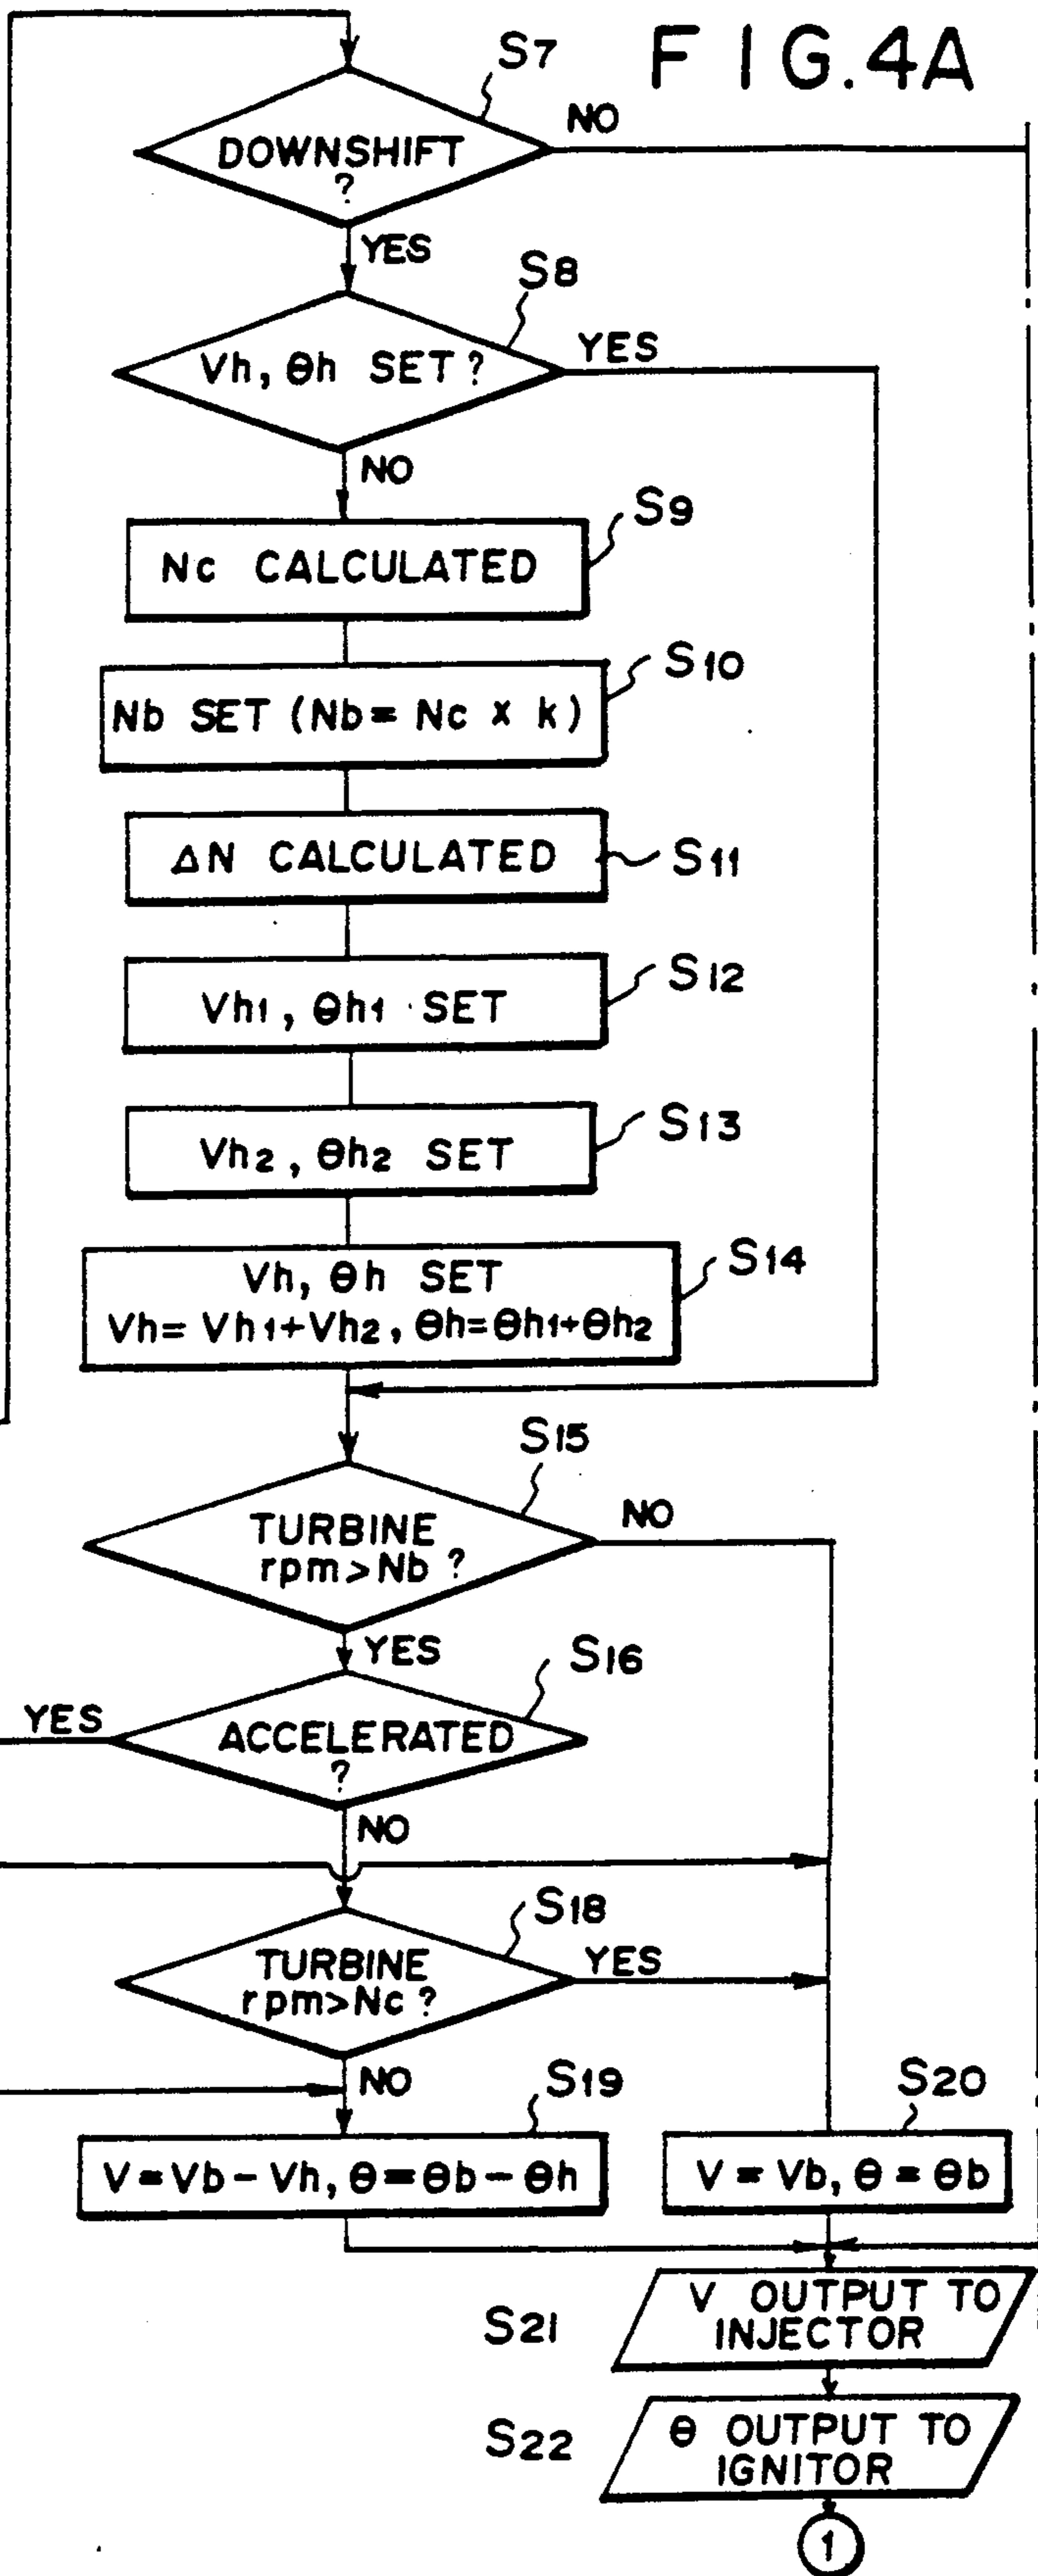 FIG.4A
S7
DOWNSHIFT
?
NO
YES
S8
Vh, θh SET?
YES
NO
S9
Nc CALCULATED
S10
Nb SET (Nb = Nc x k)
ΔN CALCULATED
S11
S12
Vh1, θh1 SET
S13
Vh2, θh2 SET
S14
Vh, θh SET
Vh= Vh1+Vh2, θh=θh1+θh2
S15
TURBINE
rpm>Nb ?
NO
YES
S16
YES
ACCELERATED
?
NO
S18
TURBINE
rpm>Nc ?
YES
NO
S19
S20
V=Vb-Vh, θ=θb-θh
V = Vb, θ = θb
S21
V OUTPUT TO
INJECTOR
S22
θ OUTPUT TO
IGNITOR
1